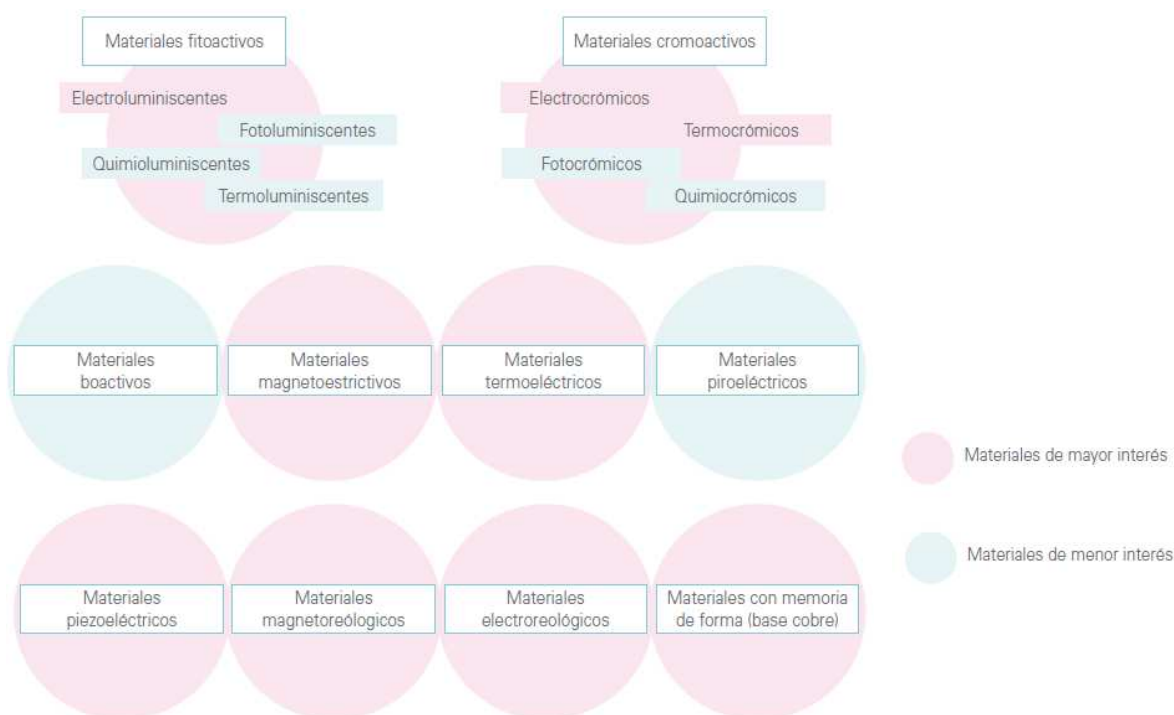 Materiales fitoactivos
Materiales cromoactivos
Electroluminiscentes
Fotoluminiscentes
Quimioluminiscentes
Termoluminiscentes
Electrocrómicos
Termocrómicos
Fotocrómicos
Quimiocrómicos
Materiales
boactivos
Materiales
magnetoestrictivos
Materiales
termoeléctricos
Materiales
piroeléctricos
Materiales de mayor interés
Materiales de menor interés
Materiales
piezoeléctricos
Materiales
magnetoreólogicos
Materiales
electroreológicos
Materiales con memoria
de forma (base cobre)